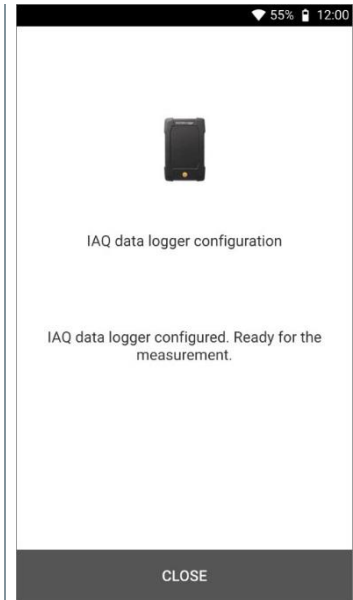 55% 12:00
IAQ data logger configuration
IAQ data logger configured. Ready for the
measurement.
CLOSE